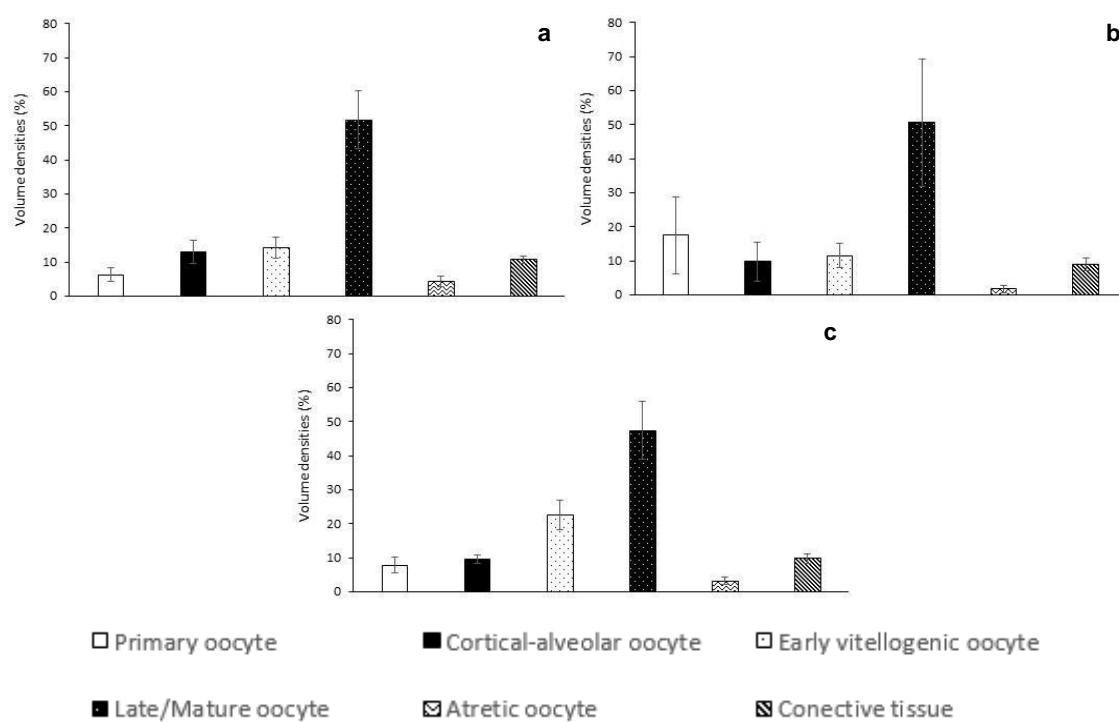 a
Volume densities (%)
80
70
60
50
40
30
20
10
0
b
Volume densities (%)
80
70
60
50
40
30
20
10
0
c
Volume densities (%)
80
70
60
50
40
30
20
10
0
Primary oocyte
Cortical-alveolar oocyte
Early vitellogenic oocyte
Late/Mature oocyte
Atretic oocyte
Conective tissue